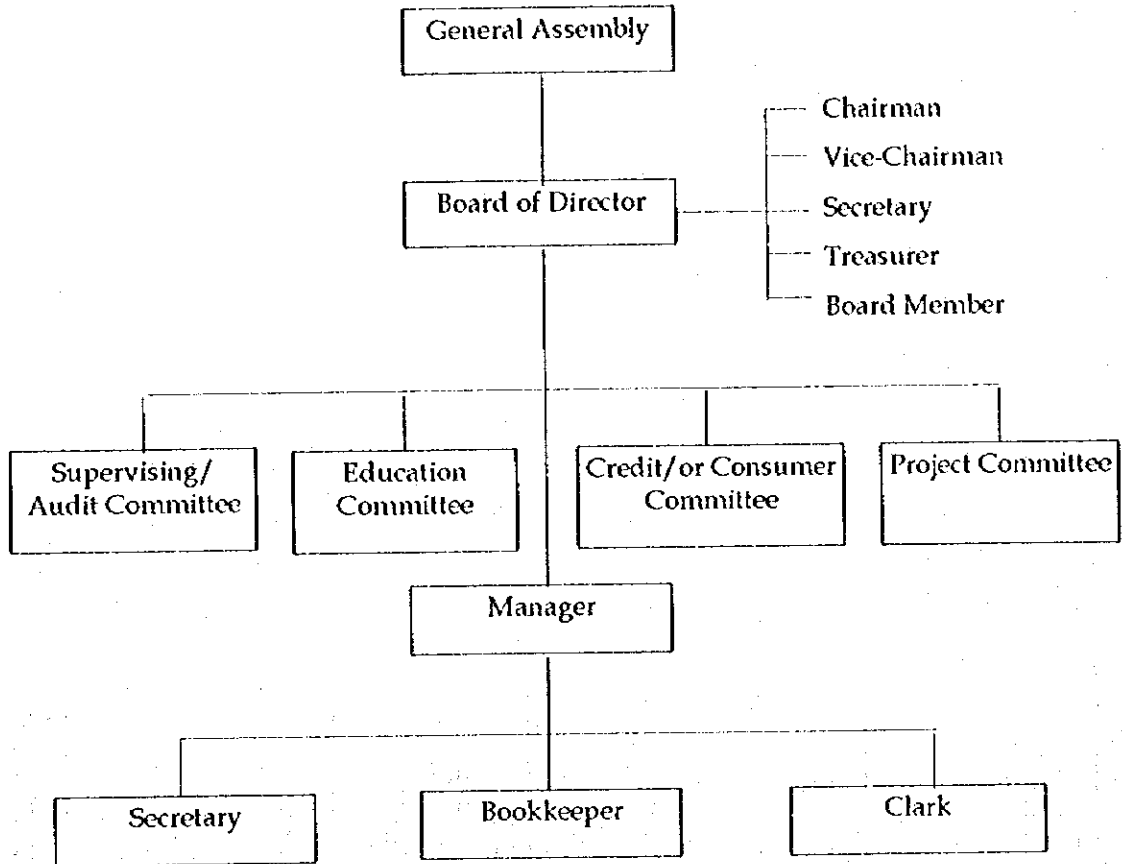 General Assembly
Chairman
Vice-Chairman
Board of Director
Secretary
Treasurer
Board Member
Supervising/
Audit Committee
Education
Committee
Credit/or Consumer
Committee
Project Committee
Manager
Secretary
Bookkeeper
Clark